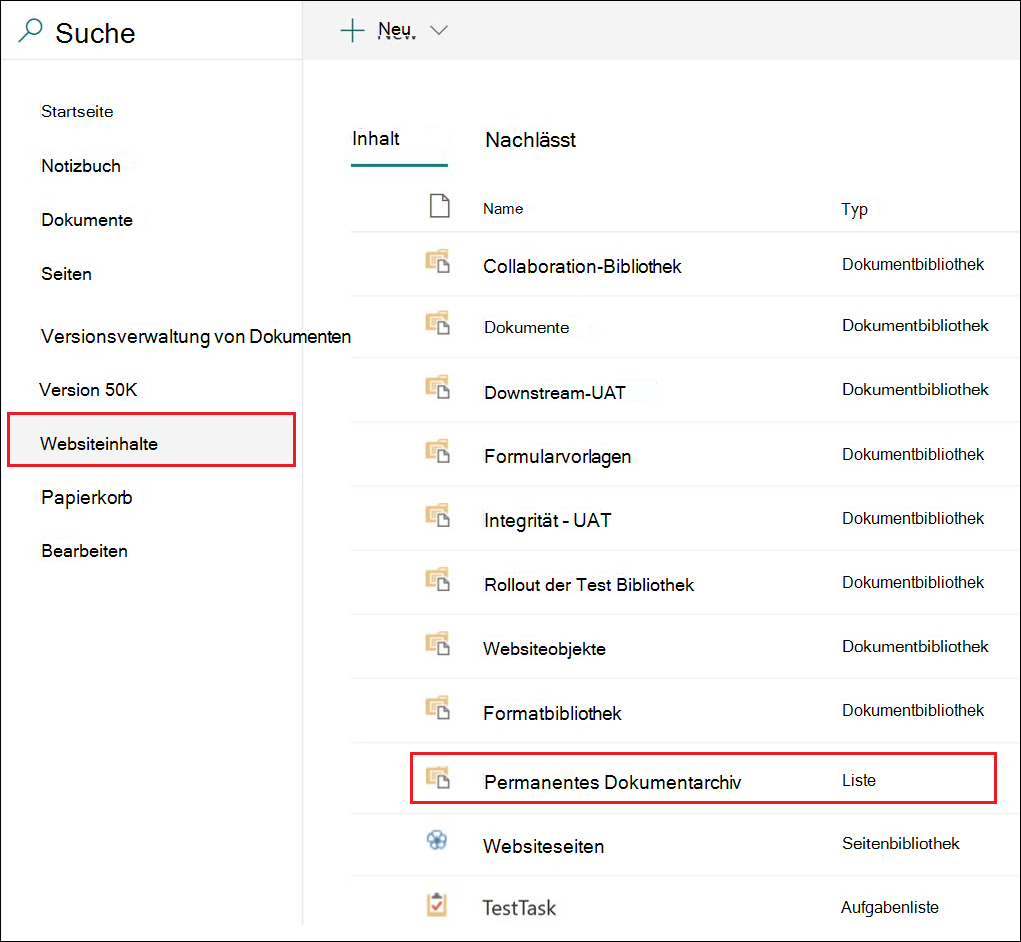 Suche
Neu
Startseite
Notizbuch
Dokumente
Seiten
Versionsverwaltung von Dokumenten
Version 50K
Websiteinhalte
Papierkorb
Bearbeiten
Inhalt Nachlässt
Name Typ
Collaboration-Bibliothek Dokumentbibliothek
Dokumente Dokumentbibliothek
Downstream-UAT Dokumentbibliothek
Formularvorlagen Dokumentbibliothek
Integrität - UAT Dokumentbibliothek
Rollout der Test Bibliothek Dokumentbibliothek
Websiteobjekte Dokumentbibliothek
Formatbibliothek Dokumentbibliothek
Permanentes Dokumentarchiv Liste
Websiteseiten Seitenbibliothek
TestTask Aufgabenliste